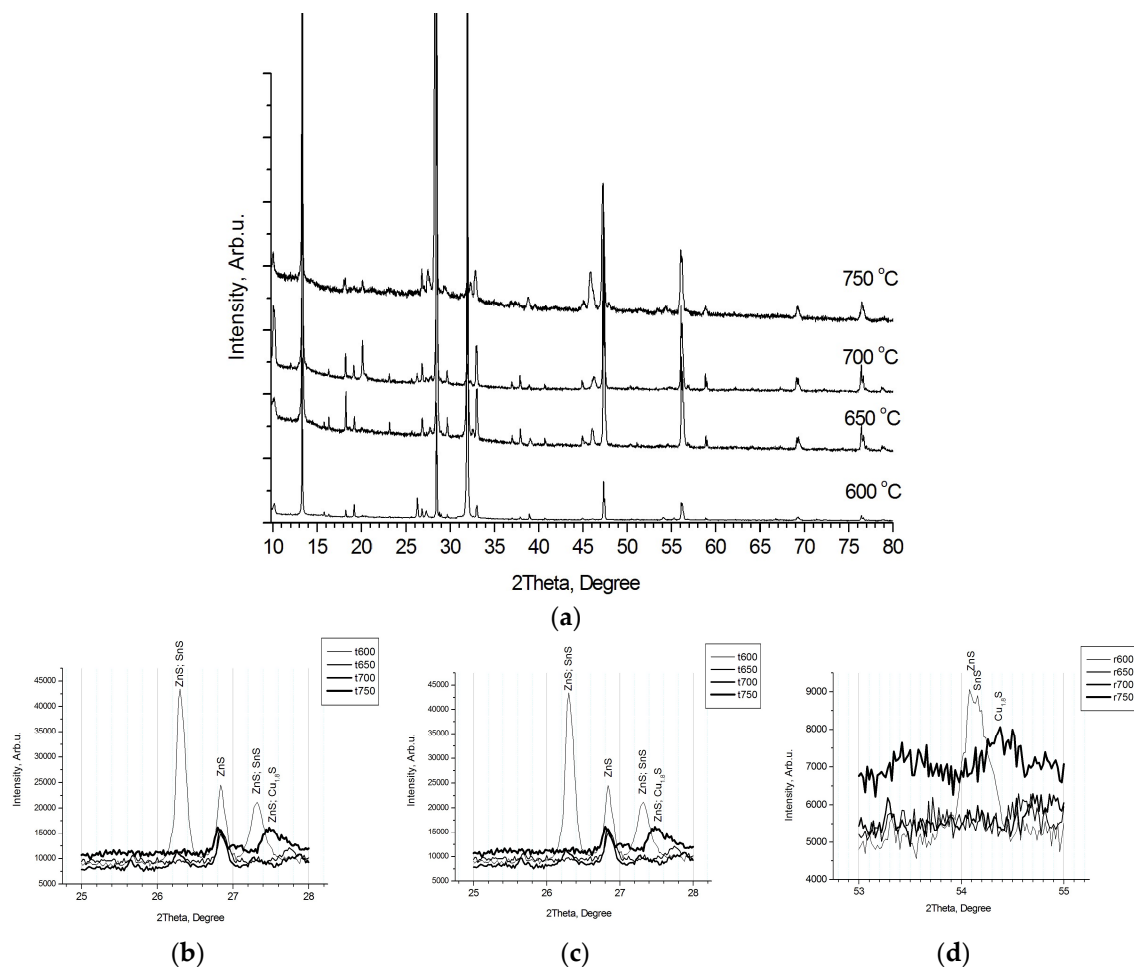 Intensity, Arb.u.
750 °C
700 °C
650 °C
600 °C
10 15 20 25 30 35 40 45 50 55 60 65 70 75 80
2Theta, Degree
(a)
t600
t650
t700
t750
ZnS; SnS
ZnS
ZnS; SnS
ZnS; Cu1.8S
45000
40000
35000
30000
25000
20000
15000
10000
5000
Intensity, Arb.u.
25 26 27 28
2Theta, Degree
(b)
t600
t650
t700
t750
ZnS; SnS
ZnS
ZnS; SnS
ZnS; Cu1.8S
45000
40000
35000
30000
25000
20000
15000
10000
5000
Intensity, Arb.u.
25 26 27 28
2Theta, Degree
(c)
r600
r650
r700
r750
ZnS
SnS
Cu1.8S
9000
8000
7000
6000
5000
4000
Intensity, Arb.u.
53 54 55
2Theta, Degree
(d)